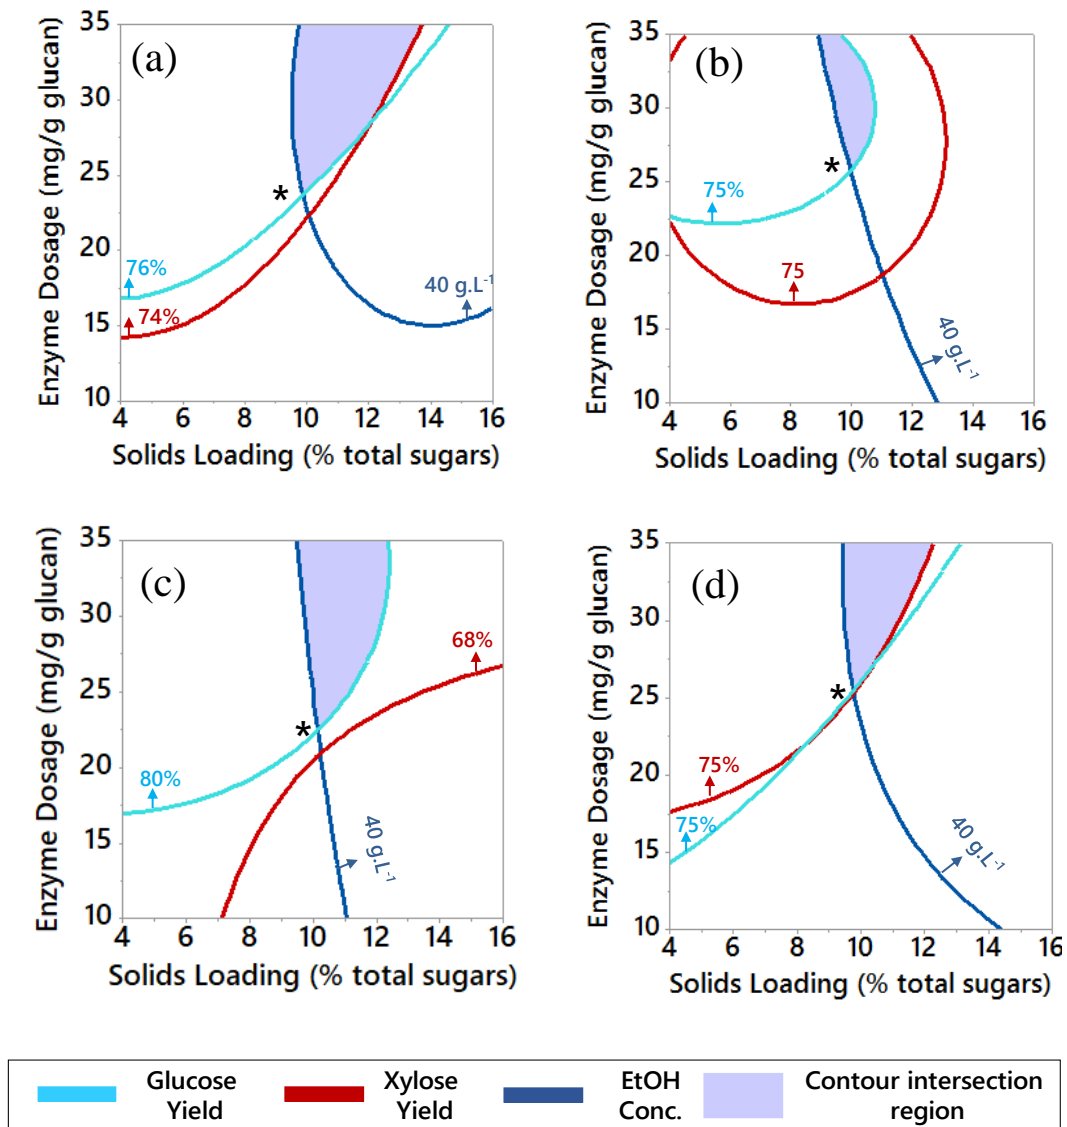 (a)
Enzyme Dosage (mg/g glucan)
35
30
25
20
15
10
*
76%
74%
40 g.L-1
4 6 8 10 12 14 16
Solids Loading (% total sugars)
(b)
Enzyme Dosage (mg/g glucan)
35
30
25
20
15
10
*
75%
75
40 g.L-1
4 6 8 10 12 14 16
Solids Loading (% total sugars)
(c)
Enzyme Dosage (mg/g glucan)
35
30
25
20
15
10
68%
*
80%
40 g.L-1
4 6 8 10 12 14 16
Solids Loading (% total sugars)
(d)
Enzyme Dosage (mg/g glucan)
35
30
25
20
15
10
*
75%
75%
40 g.L-1
4 6 8 10 12 14 16
Solids Loading (% total sugars)
Glucose
Yield
Xylose
Yield
EtOH
Conc.
Contour intersection
region